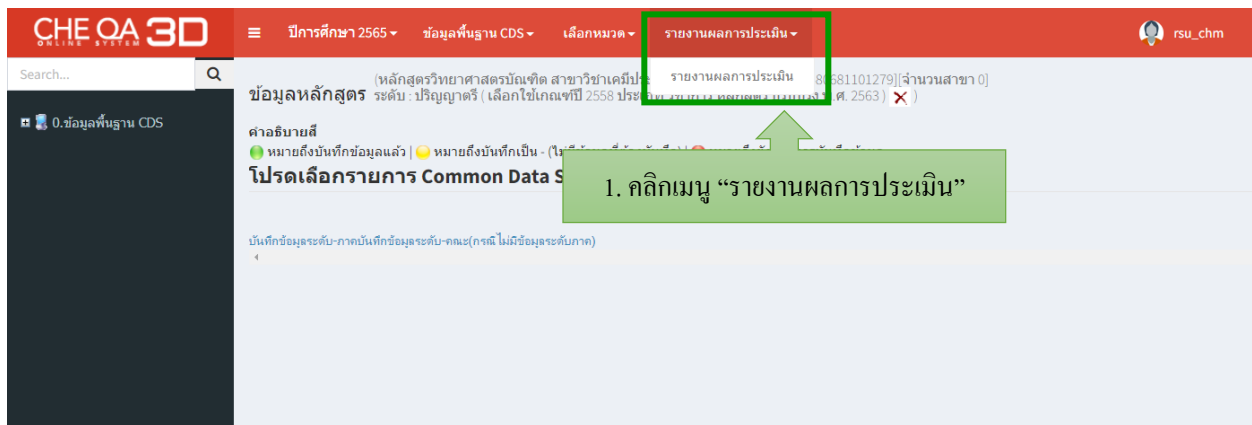 CHE QA 3D
ONLINE SYSTEM
ปีการศึกษา 2565
ข้อมูลพื้นฐาน CDS
เลือกหมวด
รายงานผลการประเมิน
rsu_chm
Search...
รายงานผลการประเมิน
(หลักสูตรวิทยาศาสตรบัณฑิต สาขาวิชาเคมีประ 80681101279][จำนวนสาขา 0]
ข้อมูลหลักสูตร ระดับ : ปริญญาตรี ( เลือกใช้เกณฑ์ปี 2558 พ.ศ. 2563 ) )
0.ข้อมูลพื้นฐาน CDS
คำอธิบายสี
หมายถึงบันทึกข้อมูลแล้ว | หมายถึงบันทึกเป็น -
โปรดเลือกรายการ Common Data S
1. คลิกเมนู “รายงานผลการประเมิน”
บันทึกข้อมูลระดับ-ภาคบันทึกข้อมูลระดับ-คณะ(กรณีไม่มีข้อมูลระดับภาค)